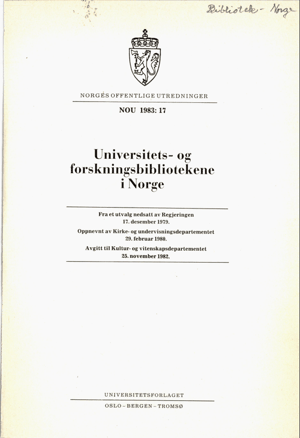 Bibliotek - Norge
NORGES OFFENTLIGE UTREDNINGER
NOU 1983: 17
Universitets- og
forskningsbibliotekene
i Norge
Fra et utvalg nedsatt av Regjeringen
17. desember 1979.
Oppnevnt av Kirke- og undervisningsdepartementet
29. februar 1980.
Avgitt til Kultur- og vitenskapsdepartementet
25. november 1982.
UNIVERSITETSFORLAGET
OSLO - BERGEN - TROMSØ